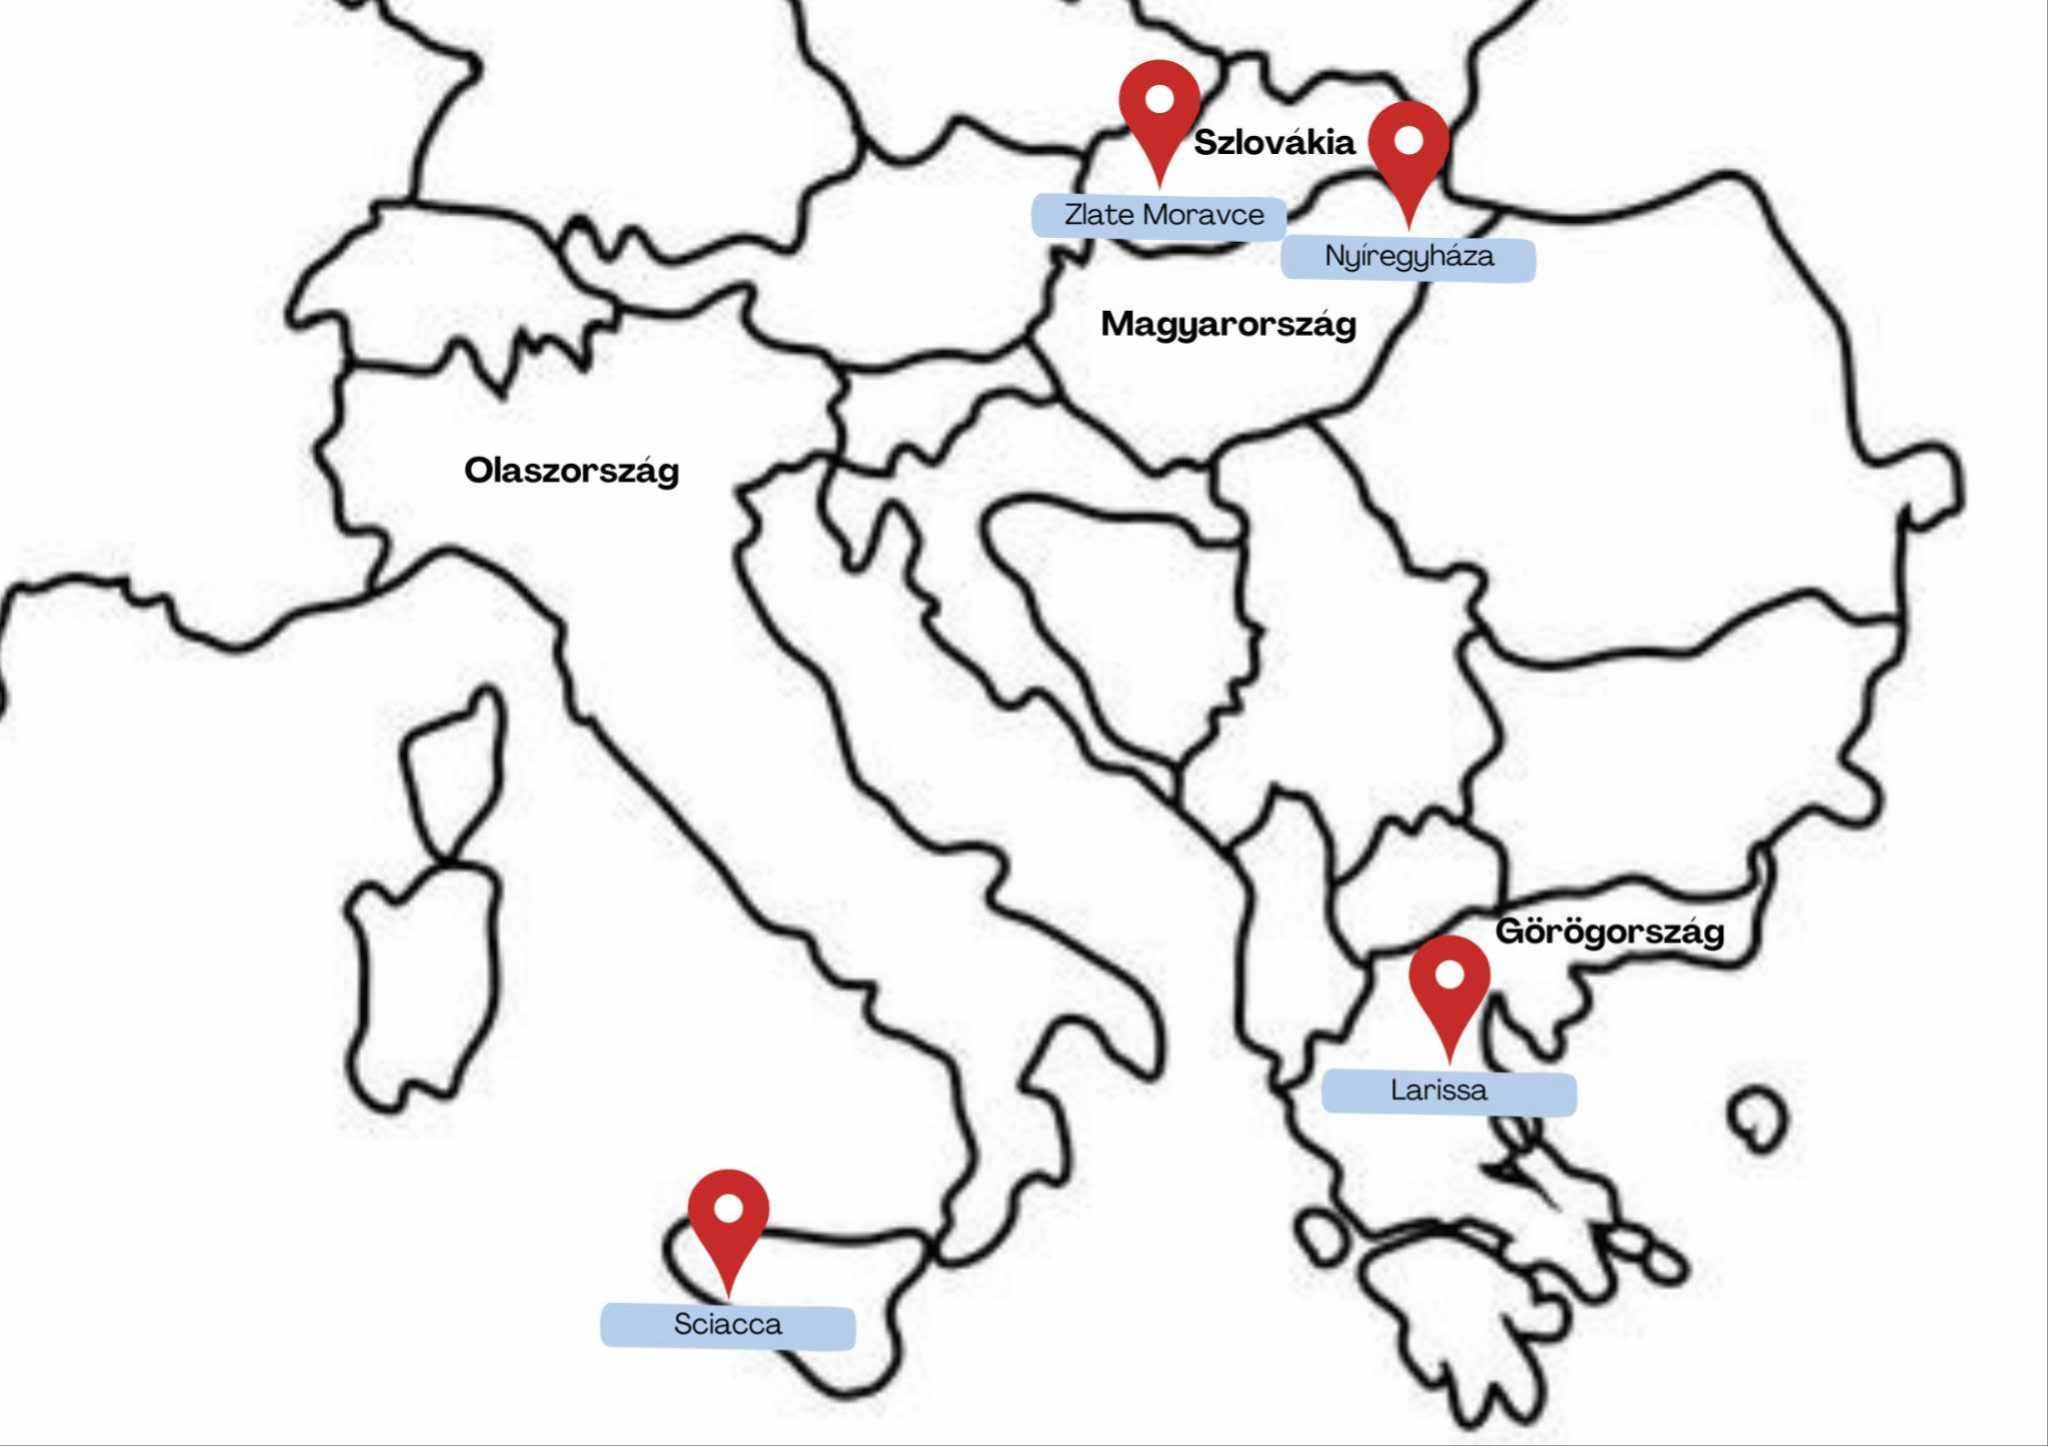 Szlovákia
Zlate Moravce
Nyíregyháza
Magyarország
Olaszország
Görögország
Larissa
Sciacca